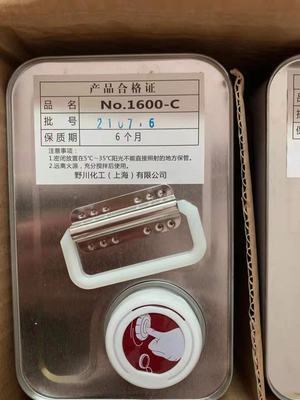 产品合格证
品名 No.1600-C
批号 2107.6
保质期 6个月
注意事项：
1.密闭放置在5℃~35℃阳光不能直接照射的地方保管。
2.远离火源，充分搅拌后使用。
野川化工（上海）有限公司